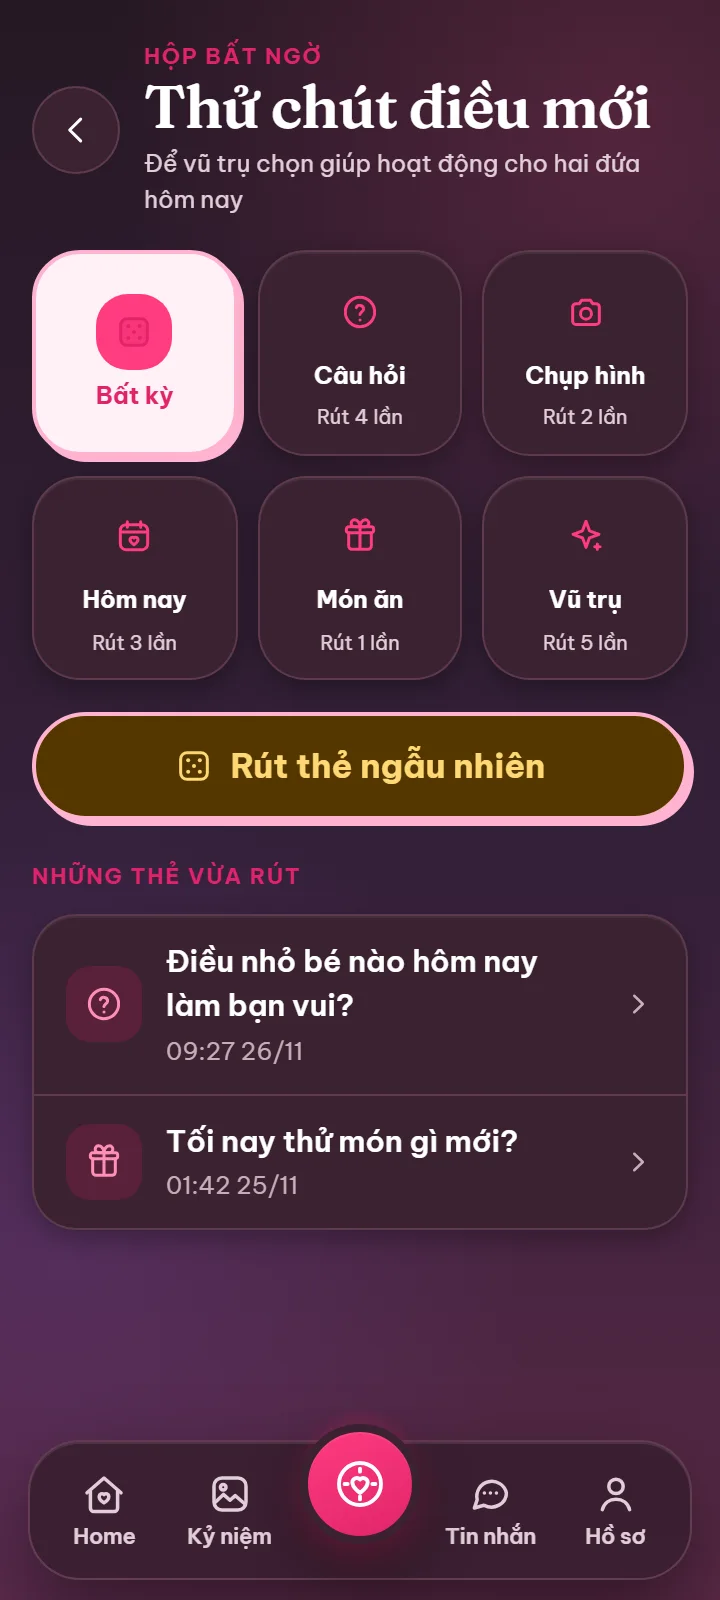 HỘP BẤT NGỜ
Thử chút điều mới
Để vũ trụ chọn giúp hoạt động cho hai đứa
hôm nay
Bất kỳ
Câu hỏi
Rút 4 lần
Chụp hình
Rút 2 lần
Hôm nay
Rút 3 lần
Món ăn
Rút 1 lần
Vũ trụ
Rút 5 lần
Rút thẻ ngẫu nhiên
NHỮNG THẺ VỪA RÚT
Điều nhỏ bé nào hôm nay
làm bạn vui?
09:27 26/11
Tối nay thử món gì mới?
01:42 25/11
Home
Kỷ niệm
Tin nhắn
Hồ sơ